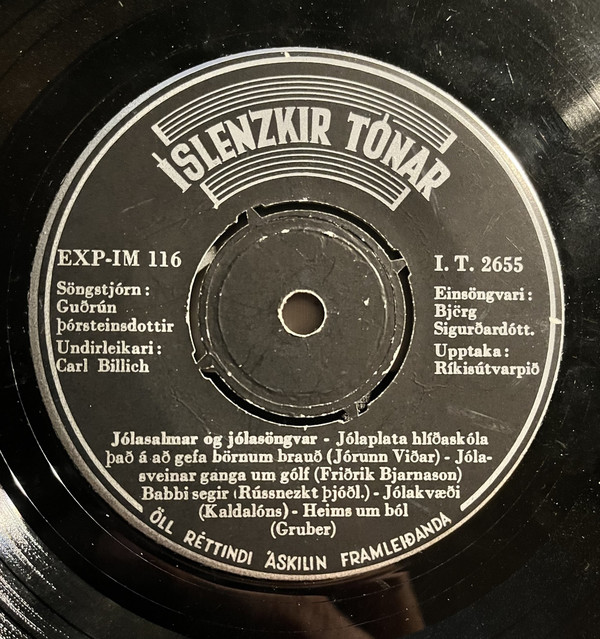 ÍSLENZKIR TÓNAR
EXP-IM 116
Söngstjórn:
Guðrún
þórsteinsdottir
Undirleikari:
Carl Billich
I. T. 2655
Einsöngvari:
Bjërg
Sigurðardótt.
Upptaka:
Ríkisútvarpið
Jólasalmar og jólasöngvar - Jólaplata hlíðaskóla
það á að gefa börnum brauð (Jórunn Viðar) - Jóla-
sveinar ganga um gólf (Friðrik Bjarnason)
Babbi segir (Rússnezkt þjóðl.) - Jólakvæði
(Kaldalóns) - Heims um ból
(Gruber)
ÖLL RÉTTINDI ÁSKILIN FRAMLEIÐANDA